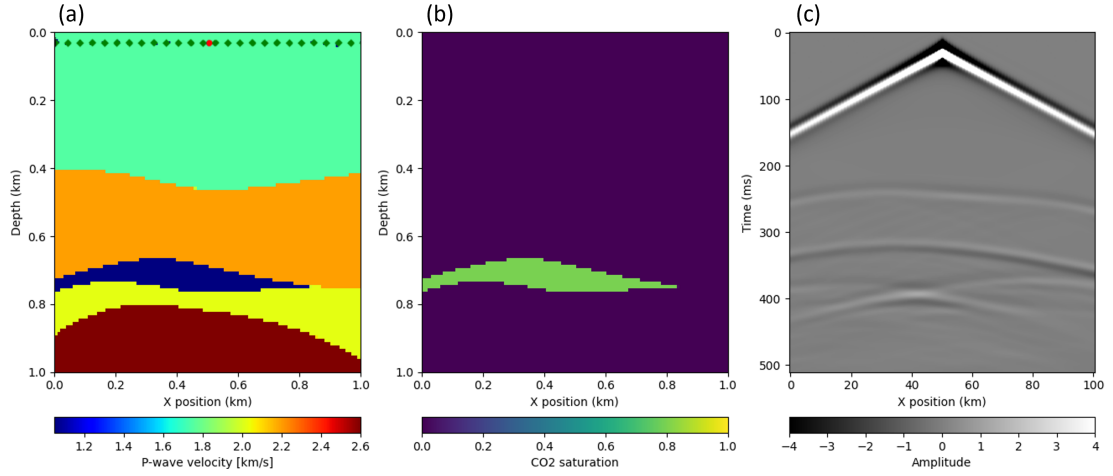 (a)
(b)
(c)
0.0
0.2
0.4
0.6
0.8
1.0
Depth (km)
0.0 0.2 0.4 0.6 0.8 1.0
X position (km)
1.2 1.4 1.6 1.8 2.0 2.2 2.4 2.6
P-wave velocity [km/s]
0.0
0.2
0.4
0.6
0.8
1.0
Depth (km)
0.0 0.2 0.4 0.6 0.8 1.0
X position (km)
0.0 0.2 0.4 0.6 0.8 1.0
CO2 saturation
0
100
200
300
400
500
Time (ms)
0 20 40 60 80 100
X position (km)
−4 −3 −2 −1 0 1 2 3 4
Amplitude